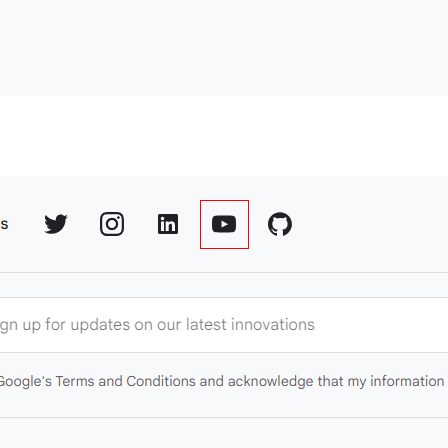 s
gn up for updates on our latest innovations
Google's Terms and Conditions and acknowledge that my information